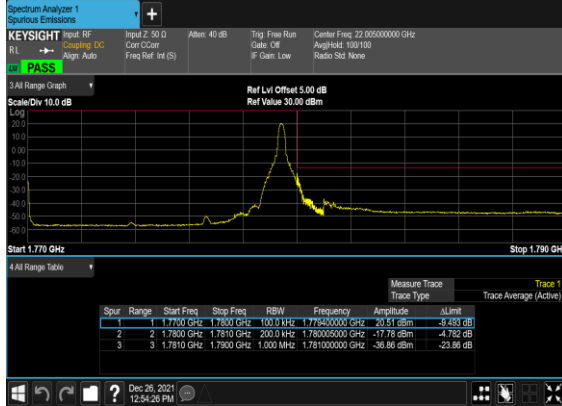 Spectrum Analyzer 1
Spurious Emissions
+
KEYSIGHT Input: RF Input Z: 50 Ω Atten: 40 dB Trig: Free Run Center Freq: 22.005000000 GHz
RL Coupling: DC Corr CCorr Gate: Off Avg|Hold: 100/100
Align: Auto Freq Ref: Int (S) IF Gain: Low Radio Std: None
PASS
3 All Range Graph
Ref Lvl Offset 5.00 dB
Scale/Div 10.0 dB Ref Value 30.00 dBm
Log
20.0
10.0
0.00
-10.0
-20.0
-30.0
-40.0
-50.0
-60.0
Start 1.770 GHz Stop 1.790 GH
4 All Range Table
Measure Trace Trace 1
Trace Type Trace Average (Active)
Spur Range Start Freq Stop Freq RBW Frequency Amplitude ΔLimit
1 1 1.7700 GHz 1.7800 GHz 100.0 kHz 1.779400000 GHz 20.51 dBm -9.493 dB
2 2 1.7800 GHz 1.7810 GHz 200.0 kHz 1.780005000 GHz -17.78 dBm -4.782 dB
3 3 1.7810 GHz 1.7900 GHz 1.000 MHz 1.781000000 GHz -36.86 dBm -23.86 dB
? Dec 26, 2021
12:54:26 PM